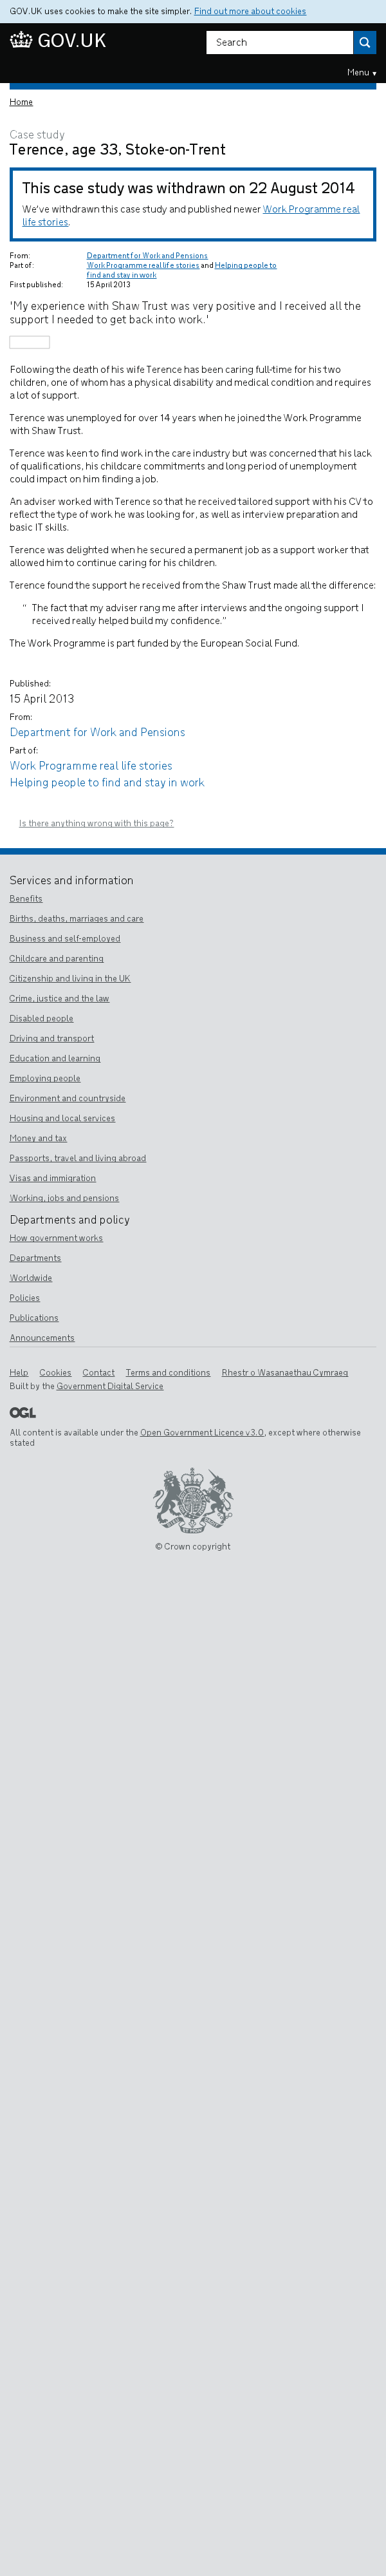 GOV.UK uses cookies to make the site simpler. Find out more about cookies
GOV.UK
Search
Menu ▾
Home
Case study
Terence, age 33, Stoke-on-Trent
This case study was withdrawn on 22 August 2014
We've withdrawn this case study and published newer Work Programme real
life stories.
From: Department for Work and Pensions
Part of: Work Programme real life stories and Helping people to
find and stay in work
First published: 15 April 2013
'My experience with Shaw Trust was very positive and I received all the
support I needed to get back into work.'
Following the death of his wife Terence has been caring full-time for his two
children, one of whom has a physical disability and medical condition and requires
a lot of support.
Terence was unemployed for over 14 years when he joined the Work Programme
with Shaw Trust.
Terence was keen to find work in the care industry but was concerned that his lack
of qualifications, his childcare commitments and long period of unemployment
could impact on him finding a job.
An adviser worked with Terence so that he received tailored support with his CV to
reflect the type of work he was looking for, as well as interview preparation and
basic IT skills.
Terence was delighted when he secured a permanent job as a support worker that
allowed him to continue caring for his children.
Terence found the support he received from the Shaw Trust made all the difference:
“ The fact that my adviser rang me after interviews and the ongoing support I
received really helped build my confidence.”
The Work Programme is part funded by the European Social Fund.
Published:
15 April 2013
From:
Department for Work and Pensions
Part of:
Work Programme real life stories
Helping people to find and stay in work
Is there anything wrong with this page?
Services and information
Benefits
Births, deaths, marriages and care
Business and self-employed
Childcare and parenting
Citizenship and living in the UK
Crime, justice and the law
Disabled people
Driving and transport
Education and learning
Employing people
Environment and countryside
Housing and local services
Money and tax
Passports, travel and living abroad
Visas and immigration
Working, jobs and pensions
Departments and policy
How government works
Departments
Worldwide
Policies
Publications
Announcements
Help Cookies Contact Terms and conditions Rhestr o Wasanaethau Cymraeg
Built by the Government Digital Service
OGL
All content is available under the Open Government Licence v3.0, except where otherwise
stated
© Crown copyright